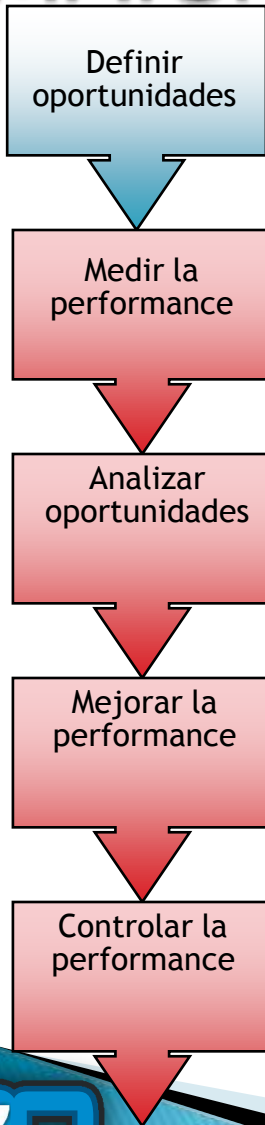 Definir
oportunidades
Medir la
performance
Analizar
oportunidades
Mejorar la
performance
Controlar la
performance